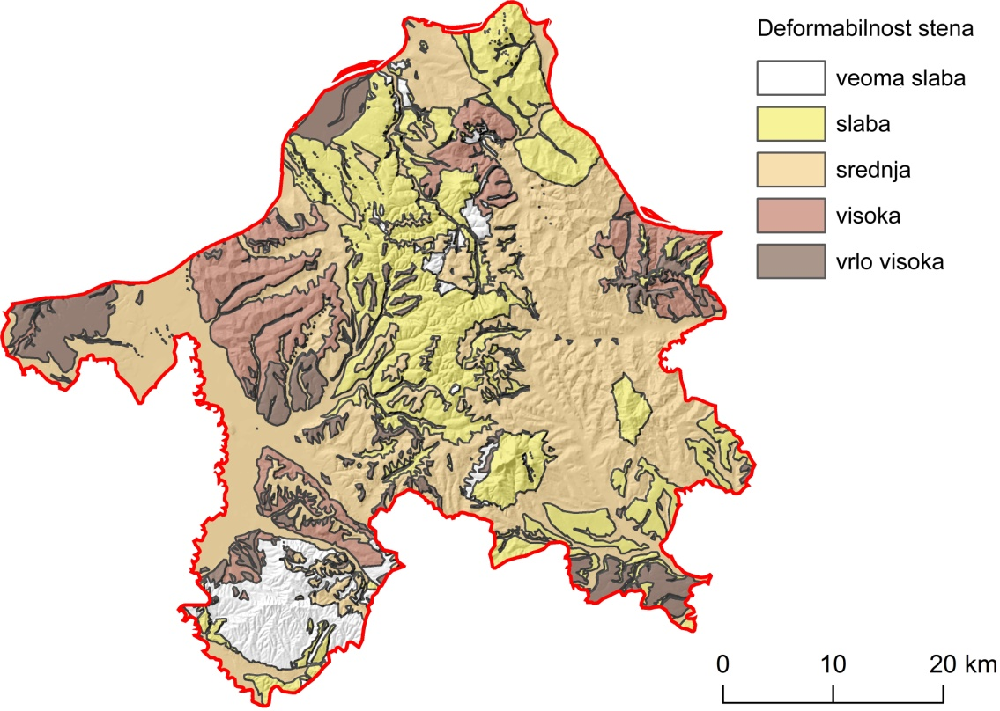 Deformabilnost stena
veoma slaba
slaba
srednja
visoka
vrlo visoka
0 10 20 km